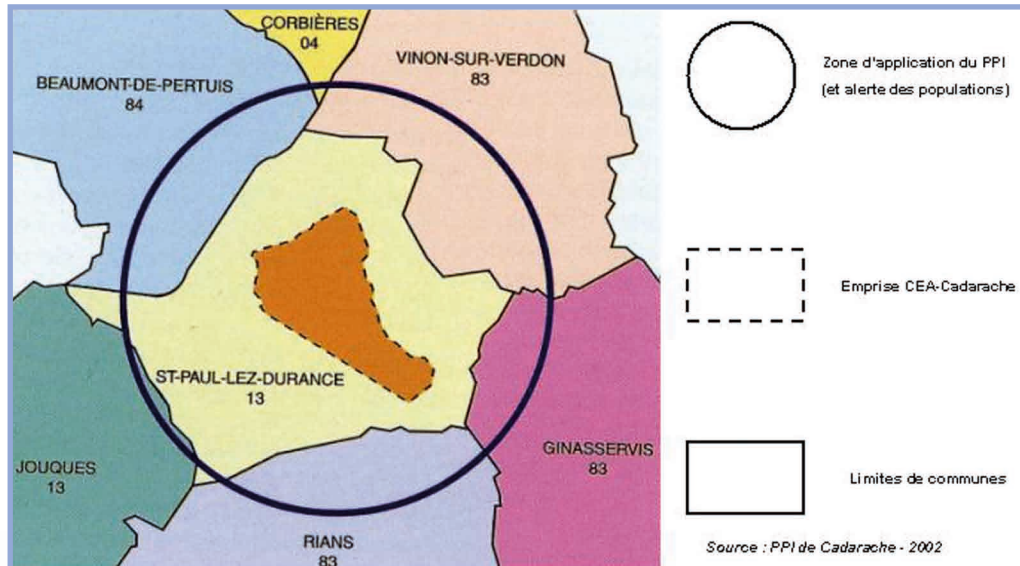 CORBIÈRES
04
VINON-SUR-VERDON
83
BEAUMONT-DE-PERTUIS
84
ST-PAUL-LEZ-DURANCE
13
GINASSERVIS
83
JOUQUES
13
RIANS
83
Zone d'application du PPI
(et alerte des populations)
Emprise CEA-Cadarache
Limites de communes
Source : PPI de Cadarache - 2002